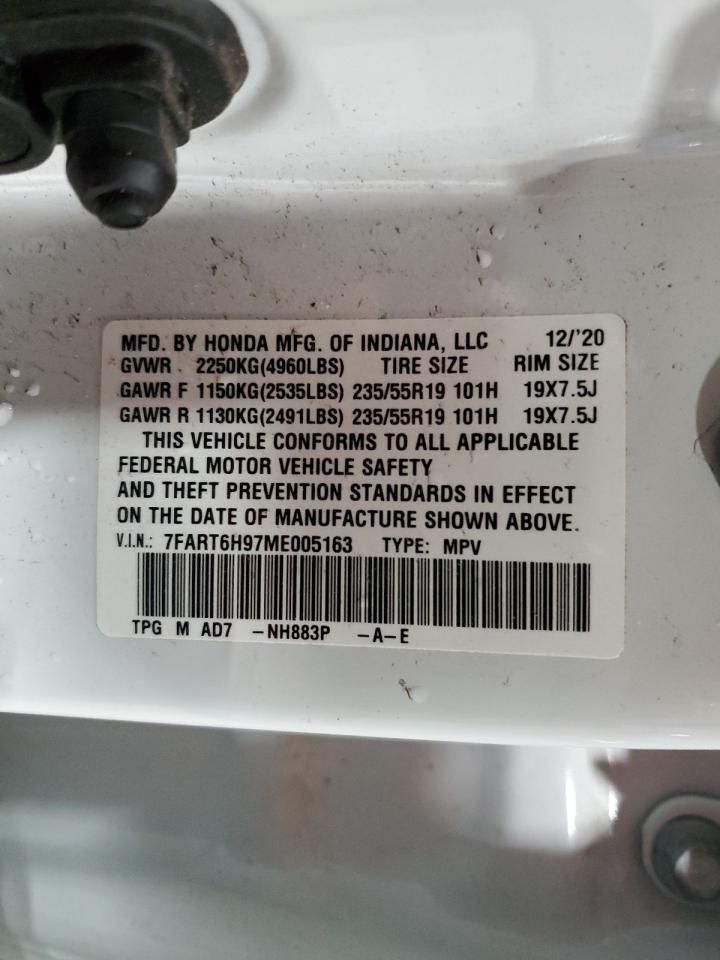 MFD. BY HONDA MFG. OF INDIANA, LLC 12/'20
GVWR 2250KG(4960LBS) TIRE SIZE RIM SIZE
GAWR F 1150KG(2535LBS) 235/55R19 101H 19X7.5J
GAWR R 1130KG(2491LBS) 235/55R19 101H 19X7.5J
THIS VEHICLE CONFORMS TO ALL APPLICABLE
FEDERAL MOTOR VEHICLE SAFETY
AND THEFT PREVENTION STANDARDS IN EFFECT
ON THE DATE OF MANUFACTURE SHOWN ABOVE.
V.I.N.: 7FART6H97ME005163 TYPE: MPV
TPG M AD7 -NH883P -A-E